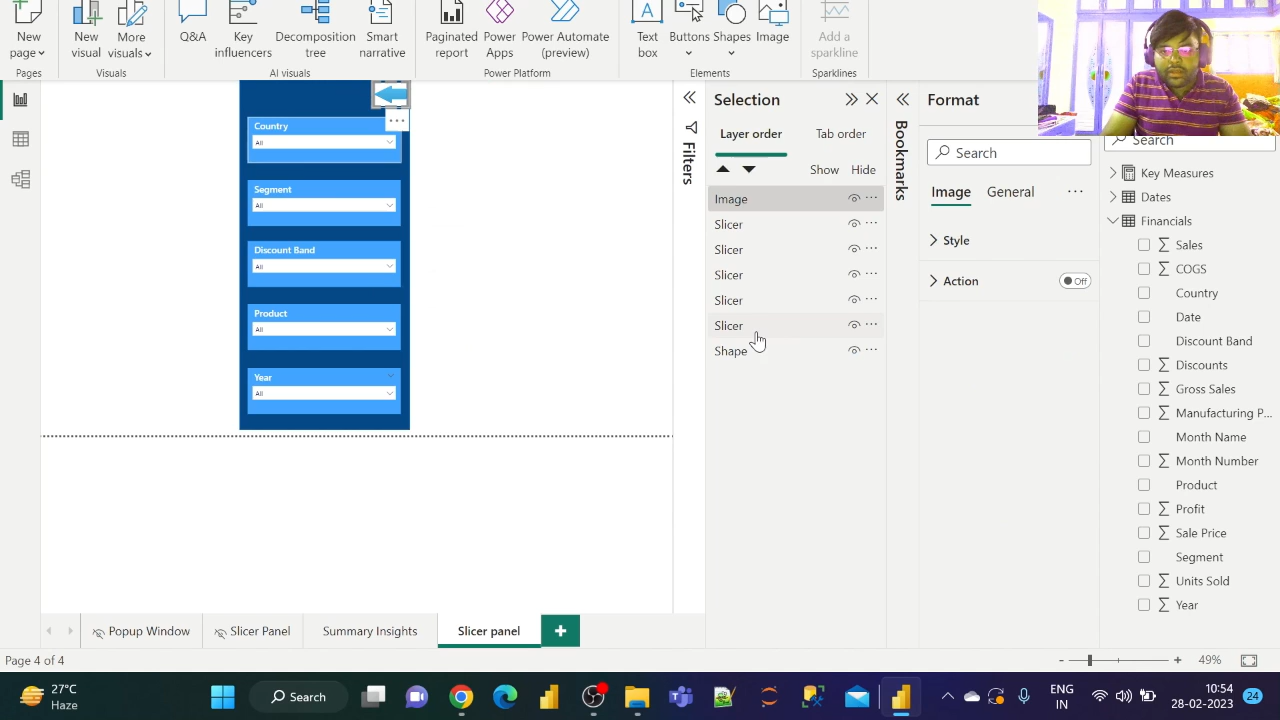 New
page
New
visual
More
visuals
Q&A
Key
influencers
Decomposition
tree
Smart
narrative
Paginated
report
Power
Apps
Power Automate
(preview)
Text
box
Buttons
Shapes
Image
Add a
sparkline
Pages
Visuals
AI visuals
Power Platform
Elements
Sparklines
Country
All
Segment
All
Discount Band
All
Product
All
Year
All
Filters
Selection
Layer order
Tab order
Show
Hide
Image
Slicer
Slicer
Slicer
Slicer
Slicer
Shape
Bookmarks
Format
Search
Image
General
Style
Action
Off
Search
Key Measures
Dates
Financials
Sales
COGS
Country
Date
Discount Band
Discounts
Gross Sales
Manufacturing P...
Month Name
Month Number
Product
Profit
Sale Price
Segment
Units Sold
Year
Popup Window
Slicer Panel
Summary Insights
Slicer panel
Page 4 of 4
49%
27°C
Haze
Search
ENG
IN
10:54
28-02-2023
24